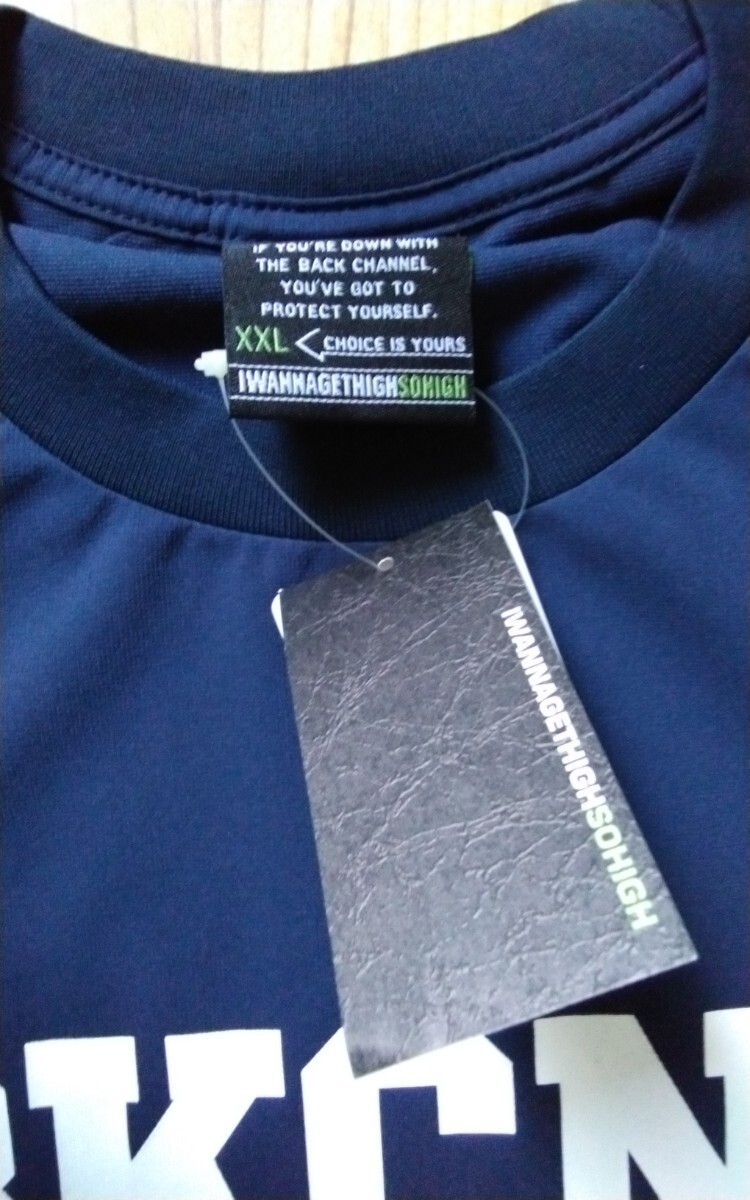 IF YOU'RE DOWN WITH
THE BACK CHANNEL,
YOU'VE GOT TO
PROTECT YOURSELF.
XXL CHOICE IS YOURS
IWANNAGETHIGHSOHIGH
IWANNAGETHIGHSOHIGH
KCN